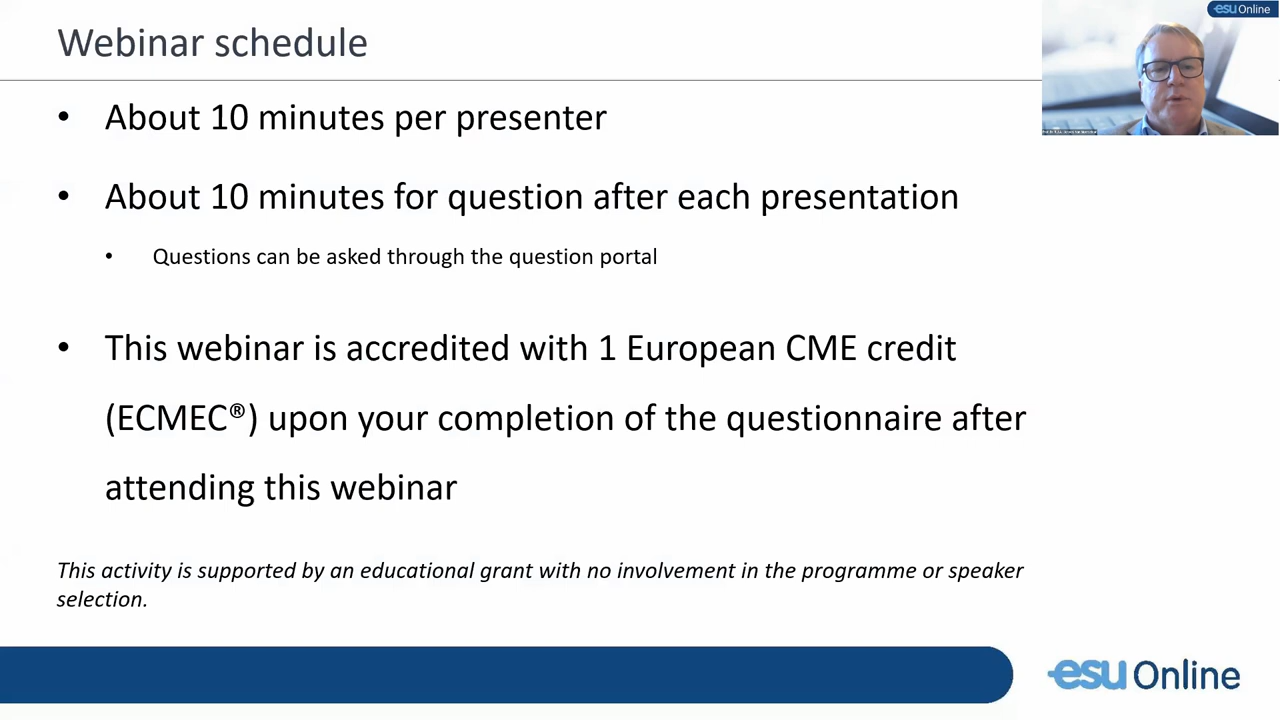 Webinar schedule
esu Online
• About 10 minutes per presenter
• About 10 minutes for question after each presentation
• Questions can be asked through the question portal
• This webinar is accredited with 1 European CME credit
(ECMEC®) upon your completion of the questionnaire after
attending this webinar
This activity is supported by an educational grant with no involvement in the programme or speaker
selection.
esu Online